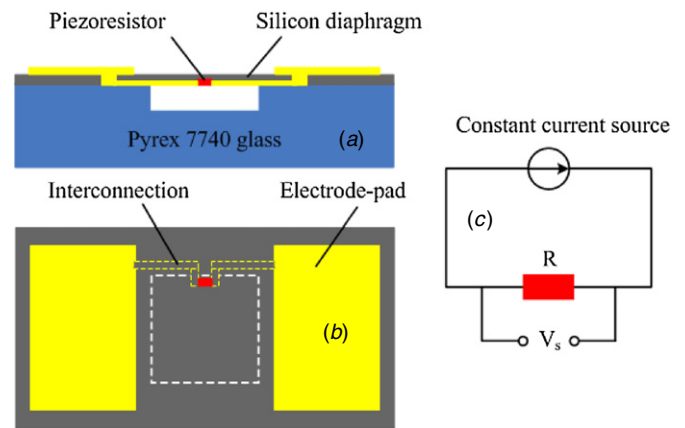 Piezoresistor
Silicon diaphragm
Pyrex 7740 glass
(a)
Interconnection
Electrode-pad
(b)
Constant current source
(c)
R
Vs